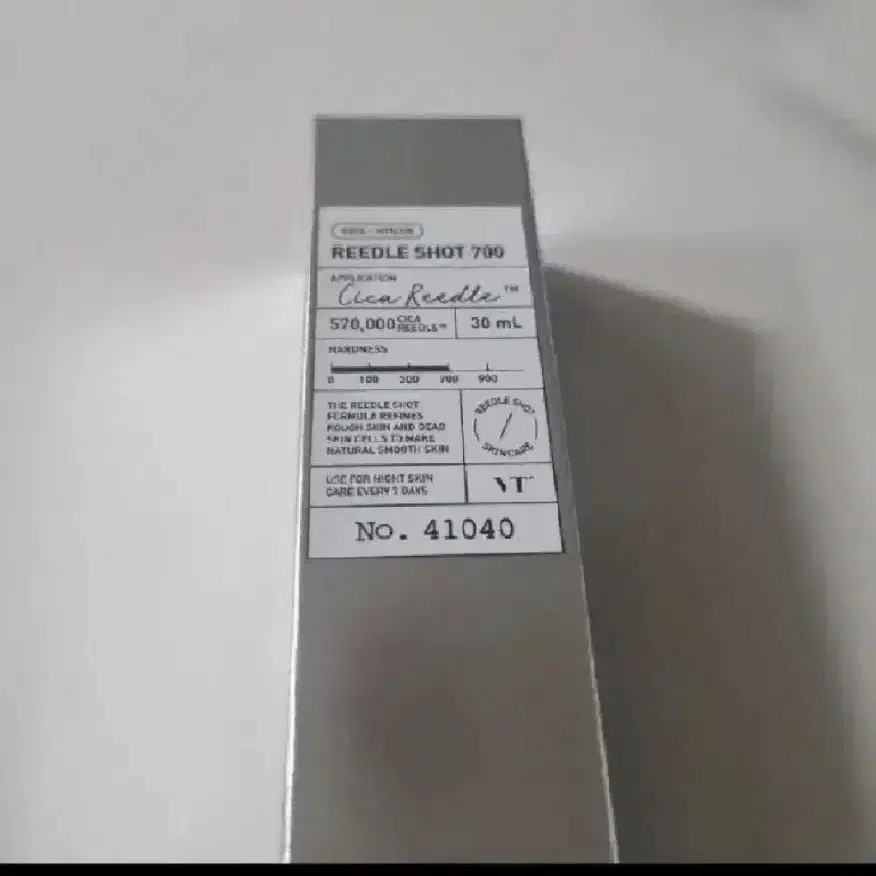 REEDLE SHOT 700
APPLICATION
Cica Reedle™
570,000 CICA REEDLE™
30 mL
HARDNESS
0 100 300 700 900
THE REEDLE SHOT
FORMULA REFINES
ROUGH SKIN AND DEAD
SKIN CELLS TO MAKE
NATURAL SMOOTH SKIN
REEDLE SHOT
SKINCARE
USE FOR NIGHT SKIN
CARE EVERY DAYS
VT
No. 41040